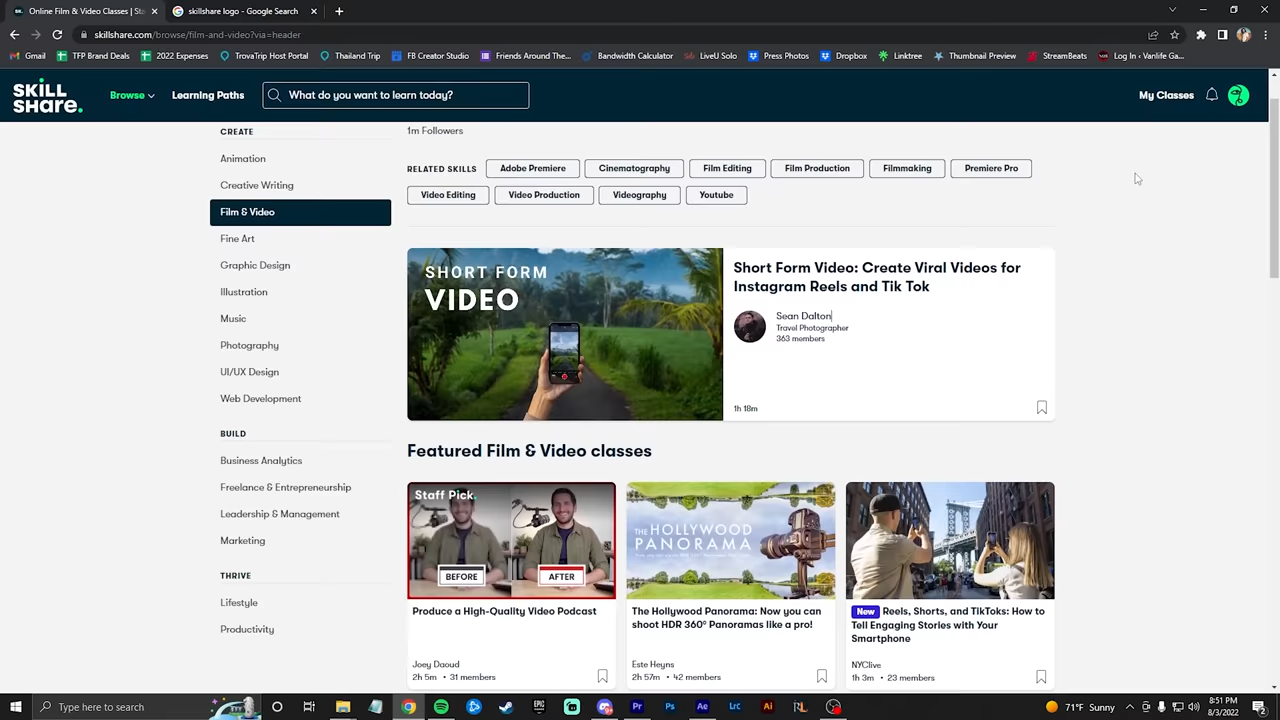 Online Film & Video Classes | Sta
google skillshare - Google Search
skillshare.com/browse/film-and-video?via=header
Gmail
TFP Brand Deals
2022 Expenses
TrovaTrip Host Portal
Thailand Trip
FB Creator Studio
Friends Around The...
Bandwidth Calculator
LiveU Solo
Press Photos
Dropbox
Linktree
Thumbnail Preview
StreamBeats
Log In ‹ Vanlife Ga...
SKILL
SHARE.
Browse
Learning Paths
What do you want to learn today?
My Classes
CREATE
Animation
Creative Writing
Film & Video
Fine Art
Graphic Design
Illustration
Music
Photography
UI/UX Design
Web Development
BUILD
Business Analytics
Freelance & Entrepreneurship
Leadership & Management
Marketing
THRIVE
Lifestyle
Productivity
1m Followers
RELATED SKILLS
Adobe Premiere
Cinematography
Film Editing
Film Production
Filmmaking
Premiere Pro
Video Editing
Video Production
Videography
Youtube
SHORT FORM
VIDEO
Short Form Video: Create Viral Videos for
Instagram Reels and Tik Tok
Sean Dalton
Travel Photographer
363 members
1h 18m
Featured Film & Video classes
Staff Pick.
BEFORE
AFTER
Produce a High-Quality Video Podcast
Joey Daoud
2h 5m • 31 members
THE HOLLYWOOD
PANORAMA
The Hollywood Panorama: Now you can
shoot HDR 360º Panoramas like a pro!
Este Heyns
2h 57m • 42 members
New Reels, Shorts, and TikToks: How to
Tell Engaging Stories with Your
Smartphone
NYClive
1h 3m • 23 members
Type here to search
EPIC
Pr
Ps
Ae
Lrc
Ai
71°F Sunny
8:51 PM
8/3/2022